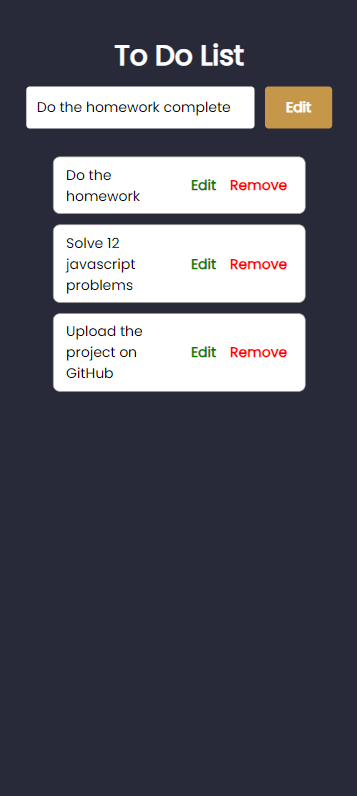 To Do List
Do the homework complete
Edit
Do the
homework
Edit Remove
Solve 12
javascript
problems
Edit Remove
Upload the
project on
GitHub
Edit Remove